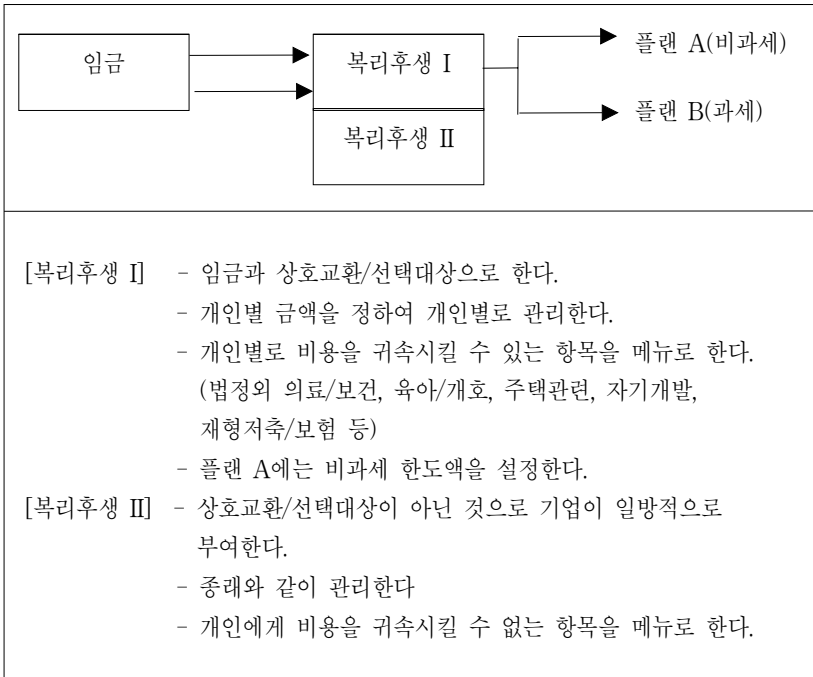 임금
복리후생 Ⅰ
복리후생 Ⅱ
플랜 A(비과세)
플랜 B(과세)
[복리후생 Ⅰ] - 임금과 상호교환/선택대상으로 한다.
- 개인별 금액을 정하여 개인별로 관리한다.
- 개인별로 비용을 귀속시킬 수 있는 항목을 메뉴로 한다.
(법정외 의료/보건, 육아/개호, 주택관련, 자기개발,
재형저축/보험 등)
- 플랜 A에는 비과세 한도액을 설정한다.
[복리후생 Ⅱ] - 상호교환/선택대상이 아닌 것으로 기업이 일방적으로
부여한다.
- 종래와 같이 관리한다
- 개인에게 비용을 귀속시킬 수 없는 항목을 메뉴로 한다.